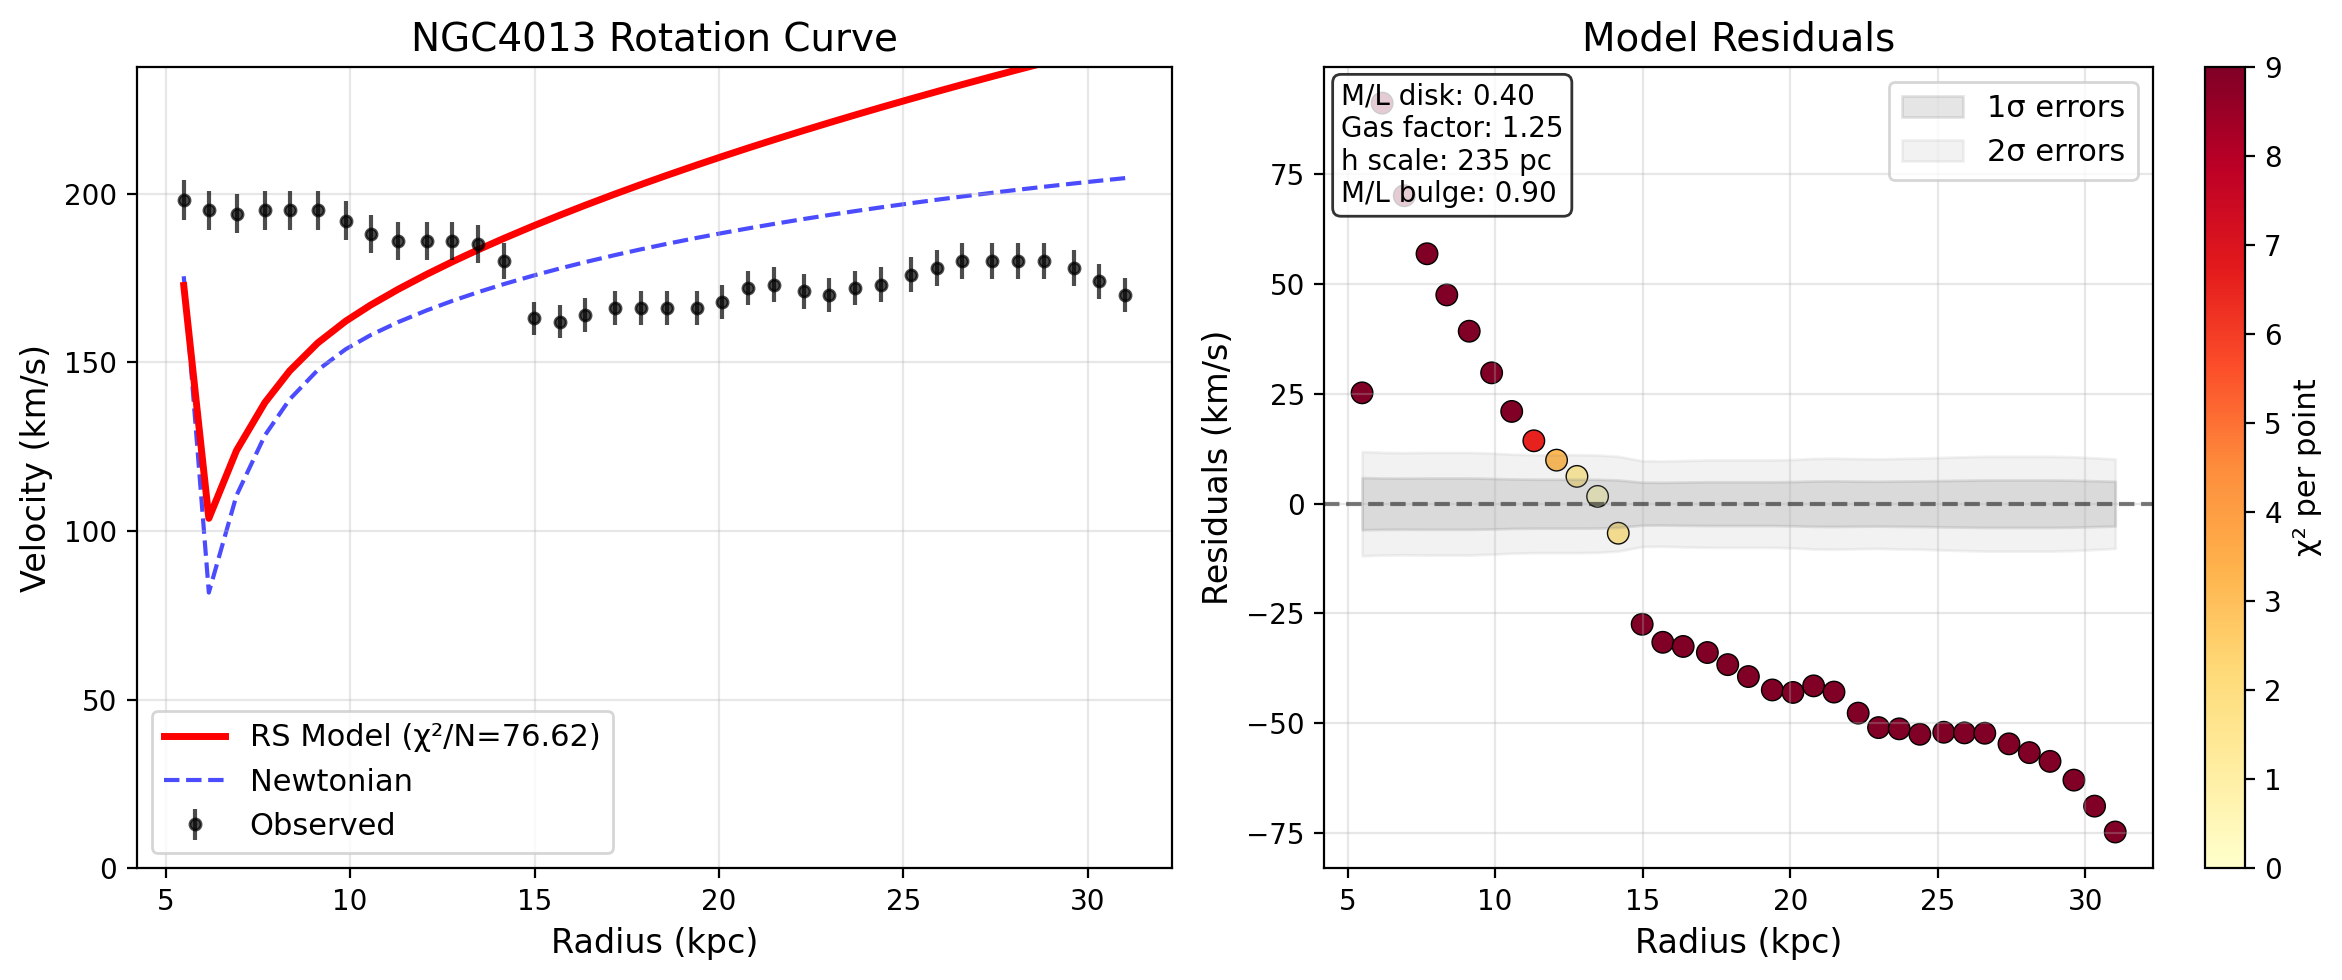 NGC4013 Rotation Curve
Velocity (km/s)
200
150
100
50
0
RS Model (χ²/N=76.62)
Newtonian
Observed
5
10
15
20
25
30
Radius (kpc)
Model Residuals
Residuals (km/s)
75
50
25
0
−25
−50
−75
M/L disk: 0.40
Gas factor: 1.25
h scale: 235 pc
M/L bulge: 0.90
1σ errors
2σ errors
5
10
15
20
25
30
Radius (kpc)
9
8
7
6
5
4
3
2
1
0
χ² per point